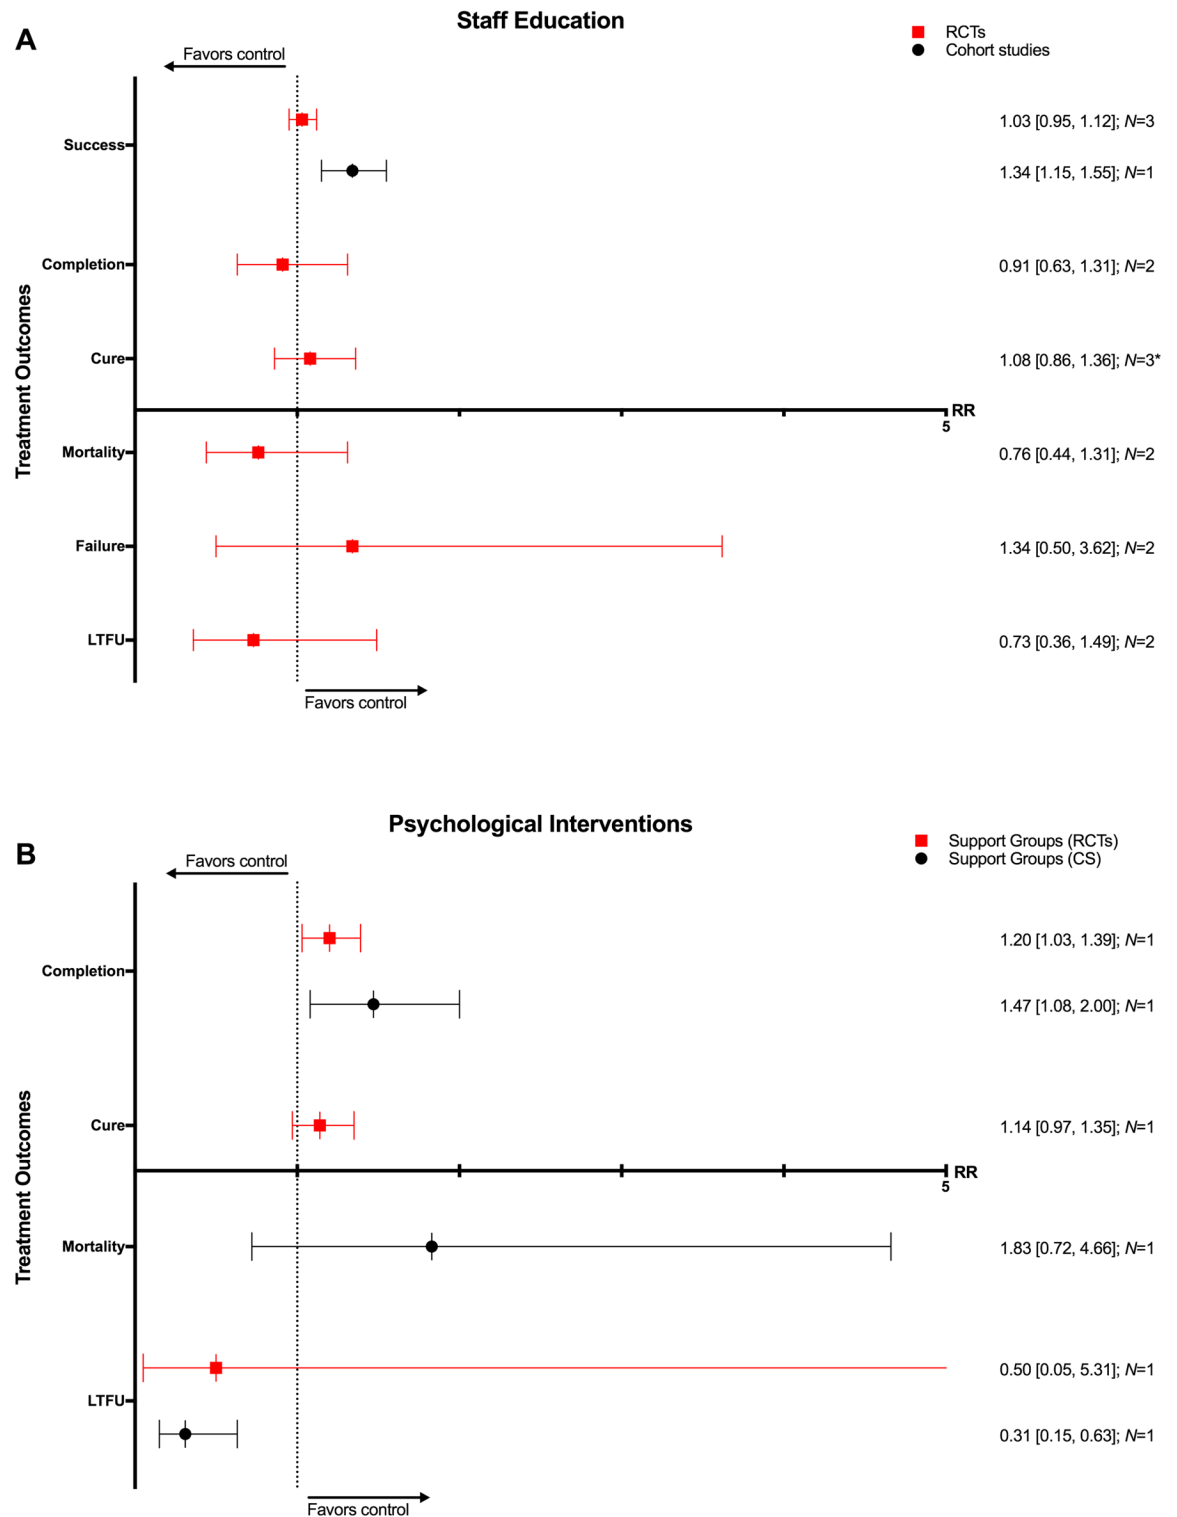 Staff Education
A
RCTs
Cohort studies
Favors control
Success
1.03 [0.95, 1.12]; N=3
1.34 [1.15, 1.55]; N=1
Completion
0.91 [0.63, 1.31]; N=2
Cure
1.08 [0.86, 1.36]; N=3*
Treatment Outcomes
RR
5
Mortality
0.76 [0.44, 1.31]; N=2
Failure
1.34 [0.50, 3.62]; N=2
LTFU
0.73 [0.36, 1.49]; N=2
Favors control
Psychological Interventions
B
Support Groups (RCTs)
Support Groups (CS)
Favors control
Completion
1.20 [1.03, 1.39]; N=1
1.47 [1.08, 2.00]; N=1
Cure
1.14 [0.97, 1.35]; N=1
Treatment Outcomes
RR
5
Mortality
1.83 [0.72, 4.66]; N=1
LTFU
0.50 [0.05, 5.31]; N=1
0.31 [0.15, 0.63]; N=1
Favors control